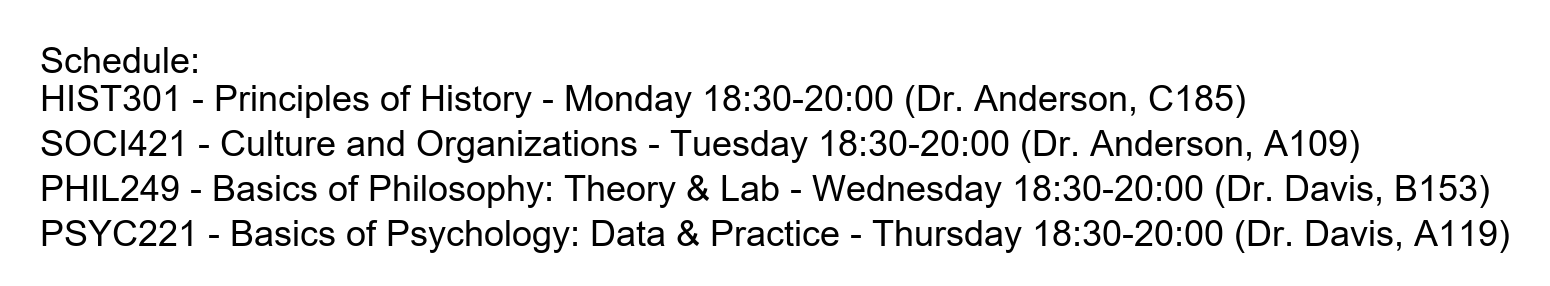 Schedule:
HIST301 - Principles of History - Monday 18:30-20:00 (Dr. Anderson, C185)
SOCI421 - Culture and Organizations - Tuesday 18:30-20:00 (Dr. Anderson, A109)
PHIL249 - Basics of Philosophy: Theory & Lab - Wednesday 18:30-20:00 (Dr. Davis, B153)
PSYC221 - Basics of Psychology: Data & Practice - Thursday 18:30-20:00 (Dr. Davis, A119)